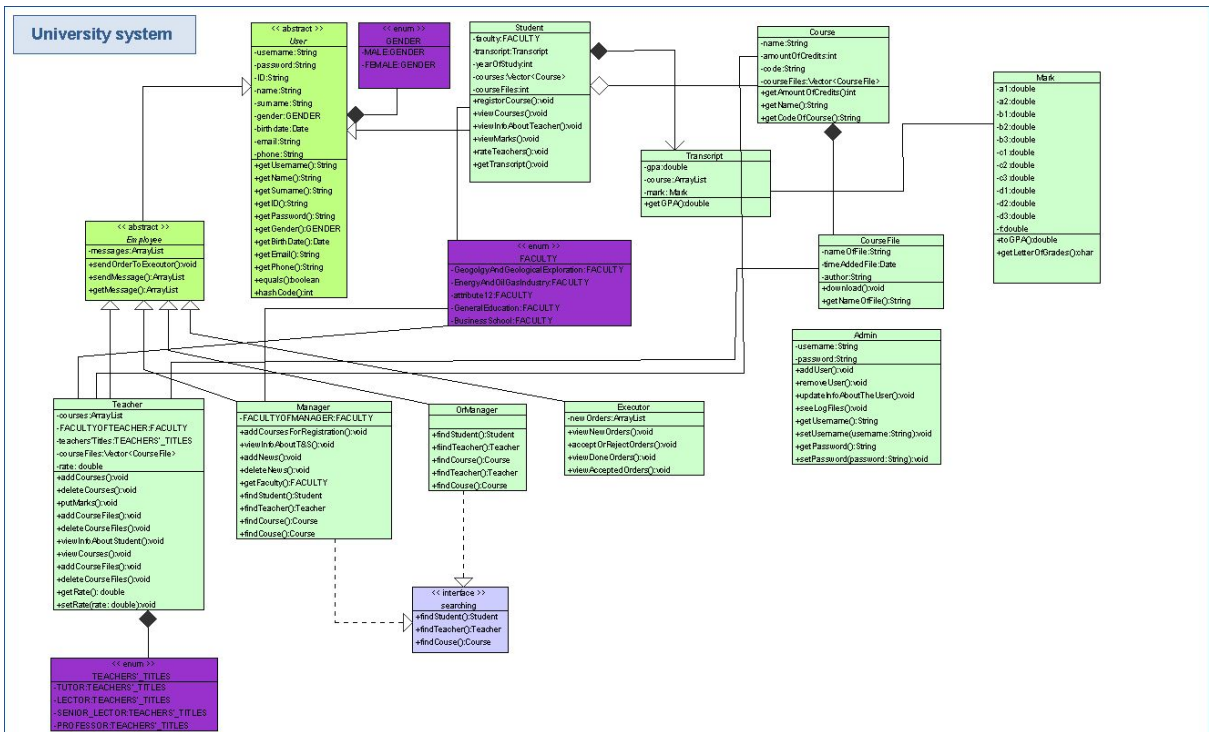 University system
<< abstract >>
User
-username:String
-password:String
-ID:String
-name:String
-surname:String
-gender:GENDER
-birthdate:Date
-email:String
-phone:String
+getUsername():String
+getName():String
+getSurname():String
+getID():String
+getPassword():String
+getGender():GENDER
+getBirthDate():Date
+getEmail():String
+getPhone():String
+equals():boolean
+hashCode():int
<< enum >>
GENDER
-MALE:GENDER
-FEMALE:GENDER
Student
-faculty:FACULTY
-transcript:Transcript
-yearOfStudy:int
-courses:Vector<Course>
-courseFiles:int
+registorCourse():void
+viewCourses():void
+viewInfoAboutTeacher():void
+viewMarks():void
+rateTeachers():void
+getTranscript():void
Course
-name:String
-amountOfCredits:int
-code:String
-courseFiles:Vector<CourseFile>
+getAmountOfCredits():int
+getName():String
+getCodeOfCourse():String
Mark
-a1:double
-a2:double
-b1:double
-b2:double
-b3:double
-c1:double
-c2:double
-c3:double
-d1:double
-d2:double
-d3:double
-f:double
+toGPA():double
+getLetterOfGrades():char
Transcript
-gpa:double
-course:ArrayList
-mark: Mark
+getGPA():double
<< abstract >>
Employee
-messages:ArrayList
+sendOrderToExecutor():void
+sendMessage():ArrayList
+getMessage():ArrayList
<< enum >>
FACULTY
-GeogolgyAndGeologicalExploration:FACULTY
-EnergyAndOilGasIndustry:FACULTY
-attribute12:FACULTY
-GeneralEducation:FACULTY
-BusinessSchool:FACULTY
CourseFile
-nameOfFile:String
-timeAddedFile:Date
-author:String
+download():void
+getNameOfFile():String
Admin
-username:String
-password:String
+addUser():void
+removeUser():void
+updateInfoAboutTheUser():void
+seeLogFiles():void
+getUsername():String
+setUsername(username:String):void
+getPassword():String
+setPassword(password:String):void
Teacher
-courses:ArrayList
-FACULTYOFTEACHER:FACULTY
-teachers'Titles:TEACHERS'_TITLES
-courseFiles:Vector<CourseFile>
-rate: double
+addCourses():void
+deleteCourses():void
+putMarks():void
+addCourseFiles():void
+deleteCourseFiles():void
+viewInfoAboutStudent():void
+viewCourses():void
+addCourseFiles():void
+deleteCourseFiles():void
+getRate(): double
+setRate(rate: double):void
Manager
-FACULTYOFMANAGER:FACULTY
+addCoursesForRegistration():void
+viewInfoAboutT&S():void
+addNews():void
+deleteNews():void
+getFaculty():FACULTY
+findStudent():Student
+findTeacher():Teacher
+findCourse():Course
+findCouse():Course
OrManager
+findStudent():Student
+findTeacher():Teacher
+findCourse():Course
+findTeacher():Teacher
+findCouse():Course
Executor
-newOrders:ArrayList
+viewNewOrders():void
+acceptOrRejectOrders():void
+viewDoneOrders():void
+viewAcceptedOrders():void
<< interface >>
searching
+findStudent():Student
+findTeacher():Teacher
+findCouse():Course
<< enum >>
TEACHERS'_TITLES
-TUTOR:TEACHERS'_TITLES
-LECTOR:TEACHERS'_TITLES
-SENIOR_LECTOR:TEACHERS'_TITLES
-PROFESSOR:TEACHERS'_TITLES